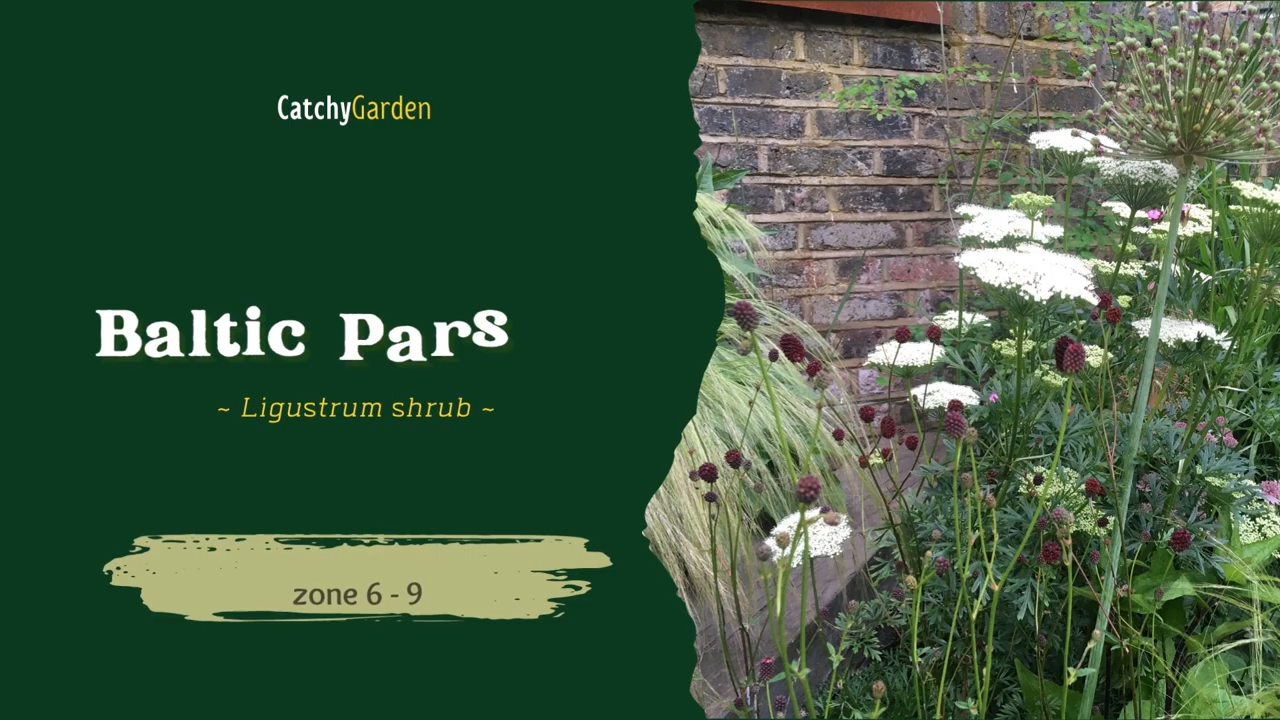 CatchyGarden
Baltic Pars
~ Ligustrum shrub ~
zone 6 - 9